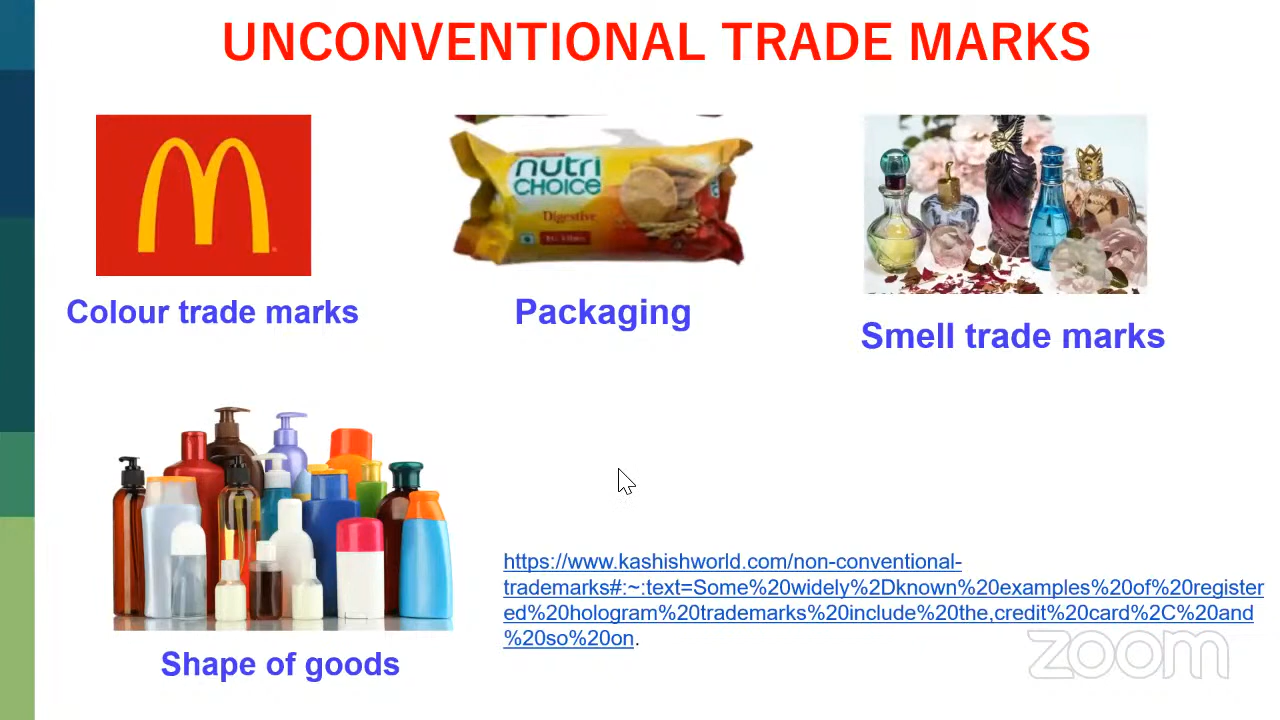 UNCONVENTIONAL TRADE MARKS
M
nutri
CHOICE
Digestive
Colour trade marks
Packaging
Smell trade marks
https://www.kashishworld.com/non-conventional-
trademarks#:~:text=Some%20widely%2Dknown%20examples%20of%20register
ed%20hologram%20trademarks%20include%20the,credit%20card%2C%20and
%20so%20on.
zoom
Shape of goods